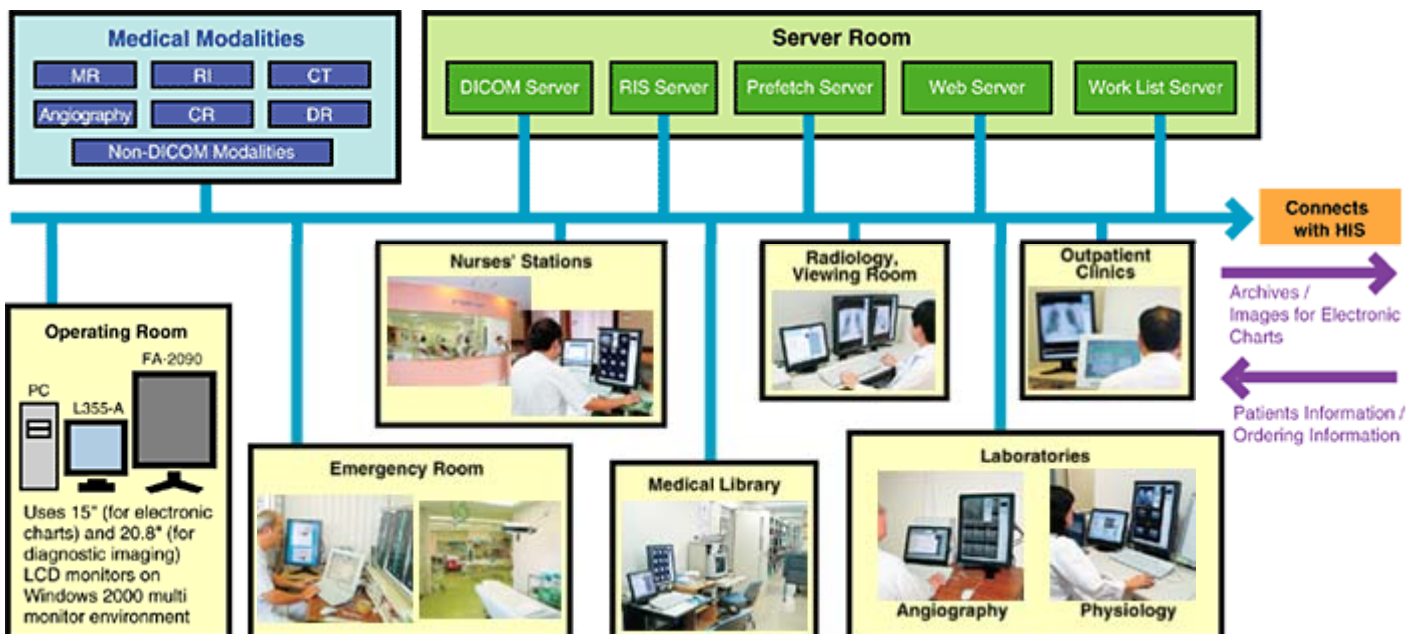 Medical Modalities
MR
RI
CT
Angiography
CR
DR
Non-DICOM Modalities
Server Room
DICOM Server
RIS Server
Prefetch Server
Web Server
Work List Server
Connects
with HIS
Archives /
Images for Electronic
Charts
Patients Information /
Ordering Information
Nurses' Stations
Radiology,
Viewing Room
Outpatient
Clinics
Operating Room
FA-2090
PC
L355-A
Uses 15" (for electronic
charts) and 20.8" (for
diagnostic imaging)
LCD monitors on
Windows 2000 multi
monitor environment
Emergency Room
Medical Library
Laboratories
Angiography
Physiology